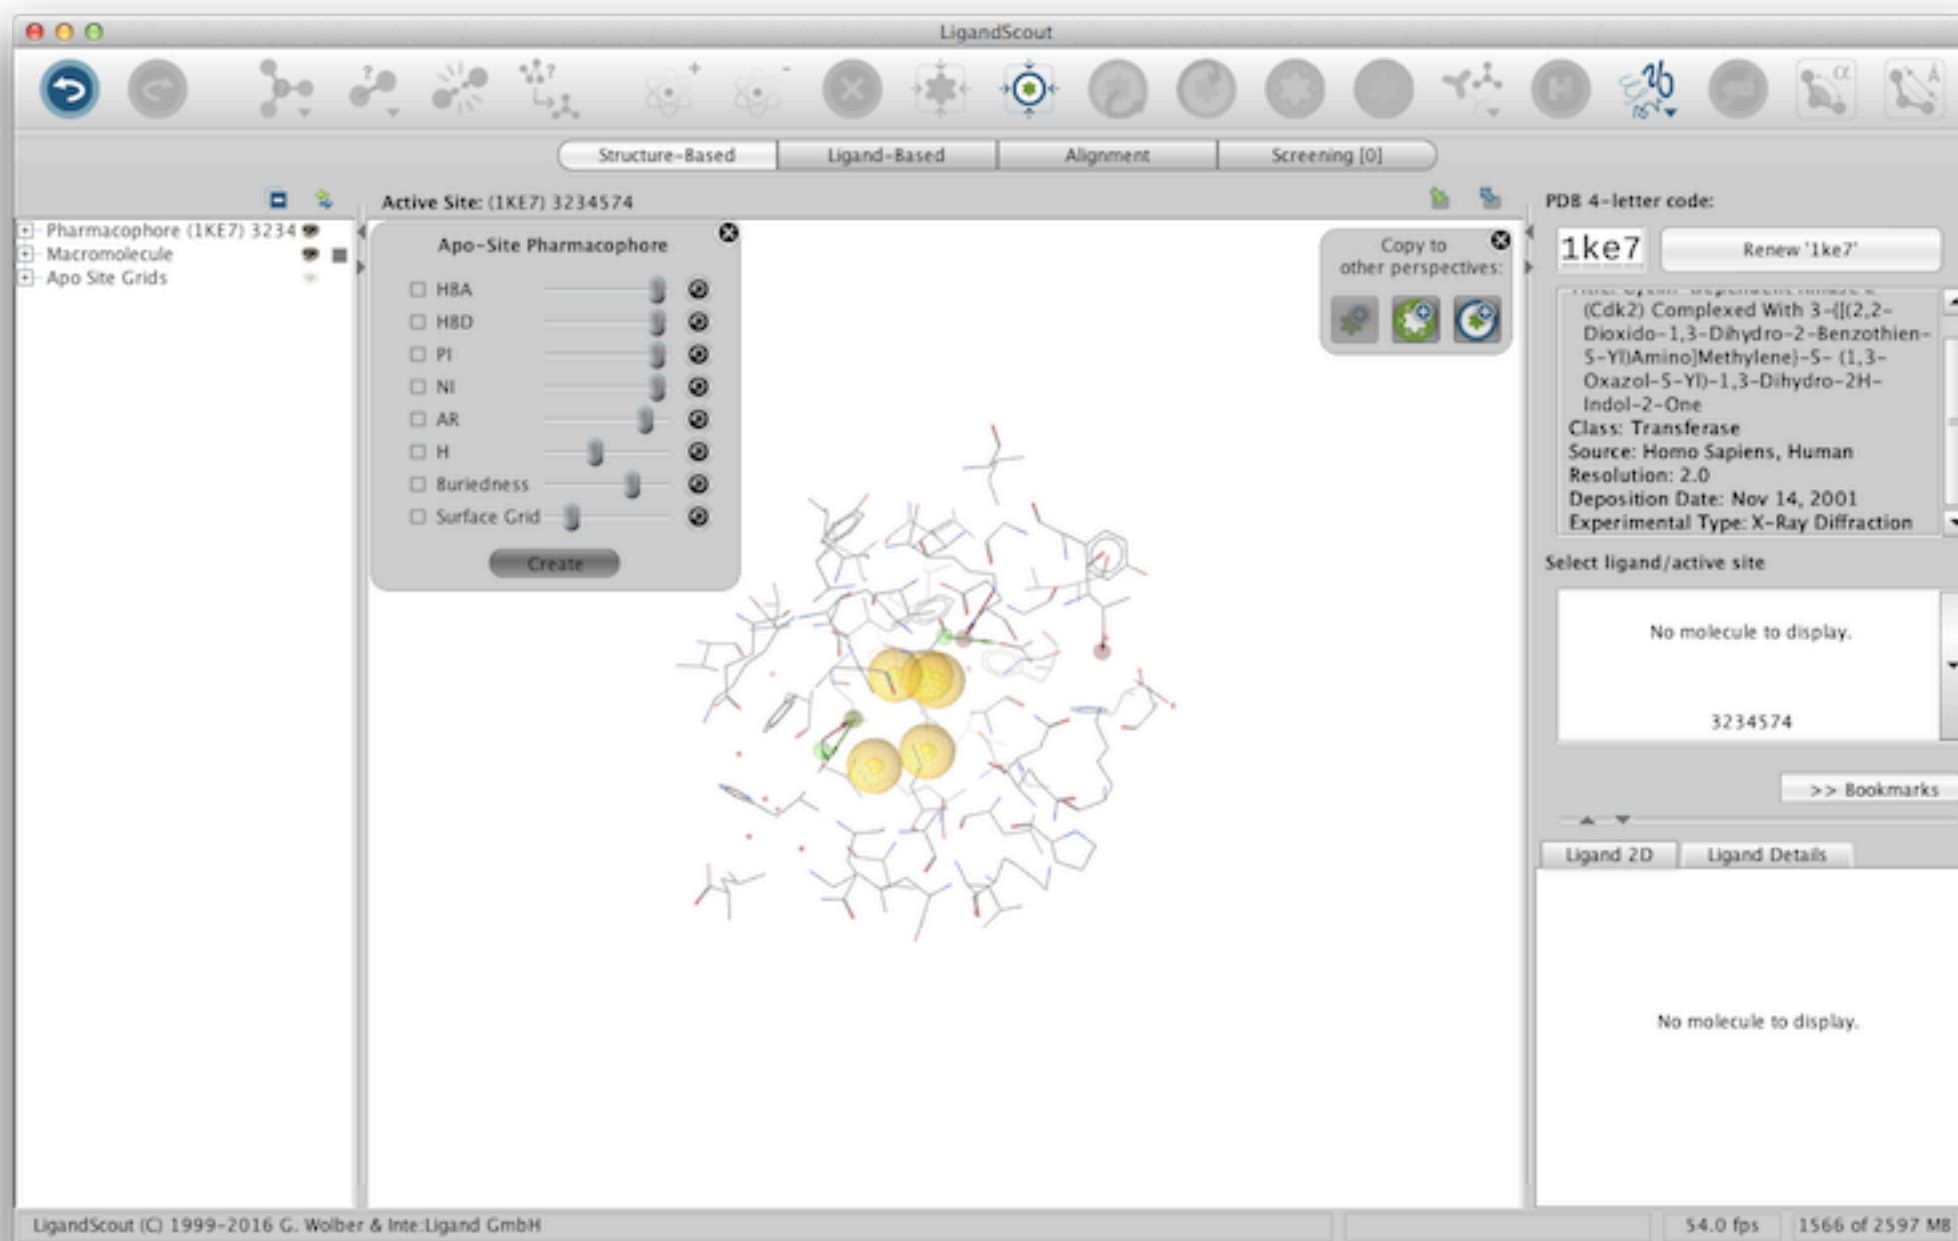 LigandScout
Structure-Based
Ligand-Based
Alignment
Screening [0]
Active Site: (1KE7) 3234574
PDB 4-letter code:
Pharmacophore (1KE7) 3234
Macromolecule
Apo Site Grids
Apo-Site Pharmacophore
HBA
HBD
PI
NI
AR
H
Buriedness
Surface Grid
Create
Copy to
other perspectives:
1ke7
Renew '1ke7'
(Cdk2) Complexed With 3-{[(2,2-
Dioxido-1,3-Dihydro-2-Benzothien-
5-Yl)Amino]Methylene}-5- (1,3-
Oxazol-5-Yl)-1,3-Dihydro-2H-
Indol-2-One
Class: Transferase
Source: Homo Sapiens, Human
Resolution: 2.0
Deposition Date: Nov 14, 2001
Experimental Type: X-Ray Diffraction
Select ligand/active site
No molecule to display.
3234574
>> Bookmarks
Ligand 2D
Ligand Details
No molecule to display.
LigandScout (C) 1999-2016 G. Wolber & Inte:Ligand GmbH
54.0 fps
1566 of 2597 MB